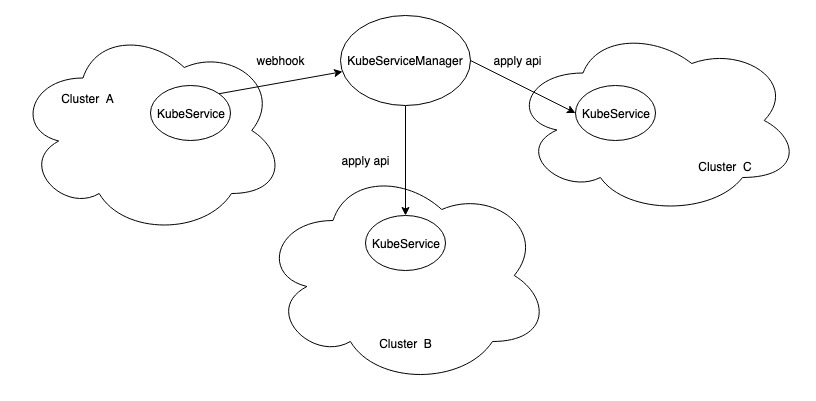 webhook
KubeServiceManager
apply api
Cluster A
KubeService
KubeService
Cluster C
apply api
KubeService
Cluster B